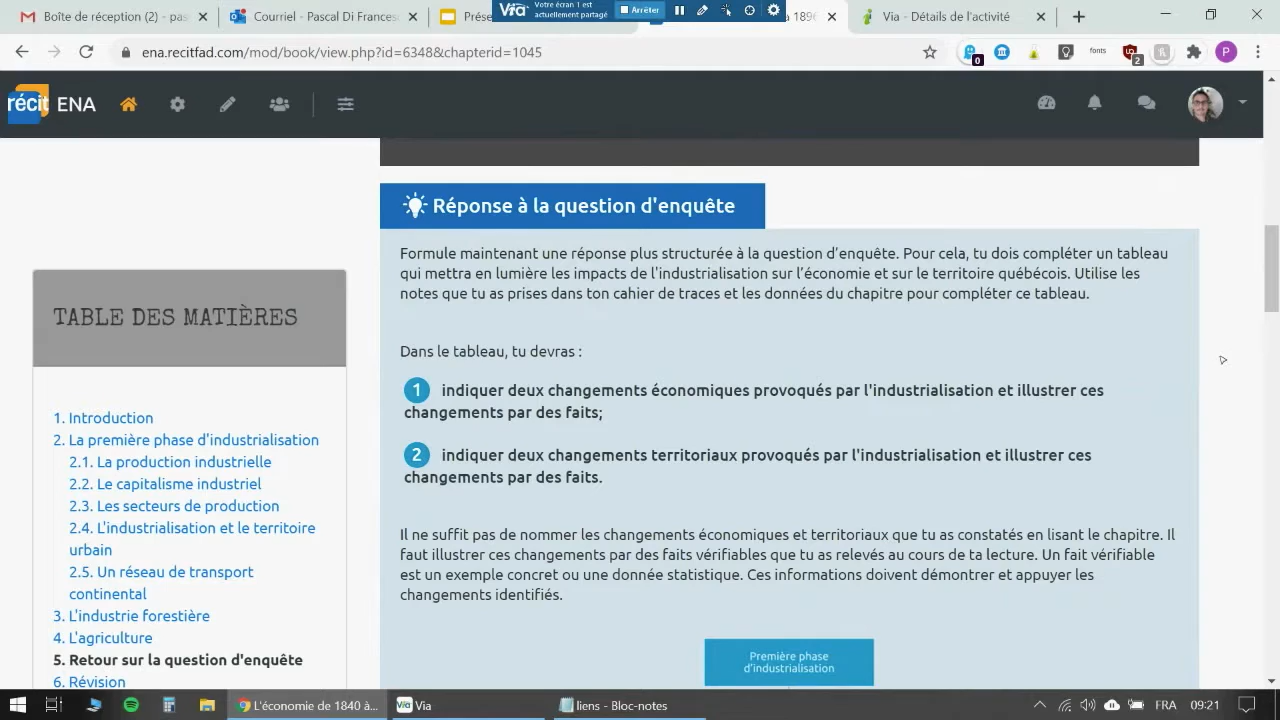 Tableau de bord
Courriel - Pascal Di Frances
Prése
Via
Votre écran 1 est
actuellement partagé
Arrêter
1896
Via - Détails de l'activité
ena.recitfad.com/mod/book/view.php?id=6348&chapterid=1045
fonts
0
2
P
récit ENA
Réponse à la question d'enquête
Formule maintenant une réponse plus structurée à la question d'enquête. Pour cela, tu dois compléter un tableau
qui mettra en lumière les impacts de l'industrialisation sur l'économie et sur le territoire québécois. Utilise les
notes que tu as prises dans ton cahier de traces et les données du chapitre pour compléter ce tableau.
Dans le tableau, tu devras :
1 indiquer deux changements économiques provoqués par l'industrialisation et illustrer ces
changements par des faits;
2 indiquer deux changements territoriaux provoqués par l'industrialisation et illustrer ces
changements par des faits.
Il ne suffit pas de nommer les changements économiques et territoriaux que tu as constatés en lisant le chapitre. Il
faut illustrer ces changements par des faits vérifiables que tu as relevés au cours de ta lecture. Un fait vérifiable
est un exemple concret ou une donnée statistique. Ces informations doivent démontrer et appuyer les
changements identifiés.
Première phase
d'industrialisation
TABLE DES MATIÈRES
1. Introduction
2. La première phase d'industrialisation
2.1. La production industrielle
2.2. Le capitalisme industriel
2.3. Les secteurs de production
2.4. L'industrialisation et le territoire
urbain
2.5. Un réseau de transport
continental
3. L'industrie forestière
4. L'agriculture
5. Retour sur la question d'enquête
6. Révision
L'économie de 1840 à...
Via
liens - Bloc-notes
FRA
09:21